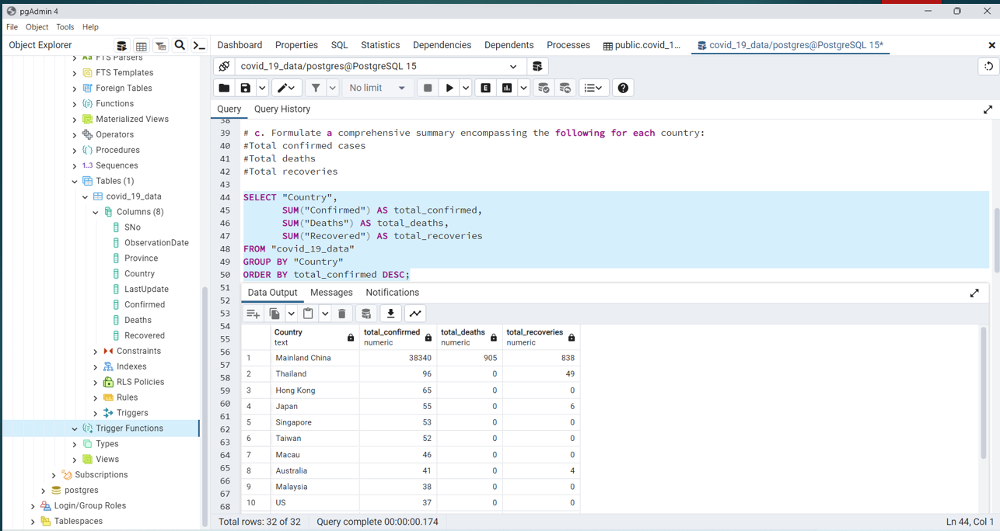 pgAdmin 4
File Object Tools Help
Object Explorer
Dashboard Properties SQL Statistics Dependencies Dependents Processes public.covid_1... covid_19_data/postgres@PostgreSQL 15*
FTS Parsers
FTS Templates
Foreign Tables
Functions
Materialized Views
Operators
Procedures
1..3 Sequences
Tables (1)
covid_19_data
Columns (8)
SNo
ObservationDate
Province
Country
LastUpdate
Confirmed
Deaths
Recovered
Constraints
Indexes
RLS Policies
Rules
Triggers
Trigger Functions
Types
Views
Subscriptions
postgres
Login/Group Roles
Tablespaces
covid_19_data/postgres@PostgreSQL 15
No limit E
Query Query History
38
39 # c. Formulate a comprehensive summary encompassing the following for each country:
40 #Total confirmed cases
41 #Total deaths
42 #Total recoveries
43
44 SELECT "Country",
45 SUM("Confirmed") AS total_confirmed,
46 SUM("Deaths") AS total_deaths,
47 SUM("Recovered") AS total_recoveries
48 FROM "covid_19_data"
49 GROUP BY "Country"
50 ORDER BY total_confirmed DESC;
51
52
53
54
55
56
57
58
59
60
61
62
63
64
65
66
67
68
Data Output Messages Notifications
Country total_confirmed total_deaths total_recoveries
text numeric numeric numeric
1 Mainland China 38340 905 838
2 Thailand 96 0 49
3 Hong Kong 65 0 0
4 Japan 55 0 6
5 Singapore 53 0 0
6 Taiwan 52 0 0
7 Macau 46 0 0
8 Australia 41 0 4
9 Malaysia 38 0 0
10 US 37 0 0
Total rows: 32 of 32 Query complete 00:00:00.174 Ln 44, Col 1